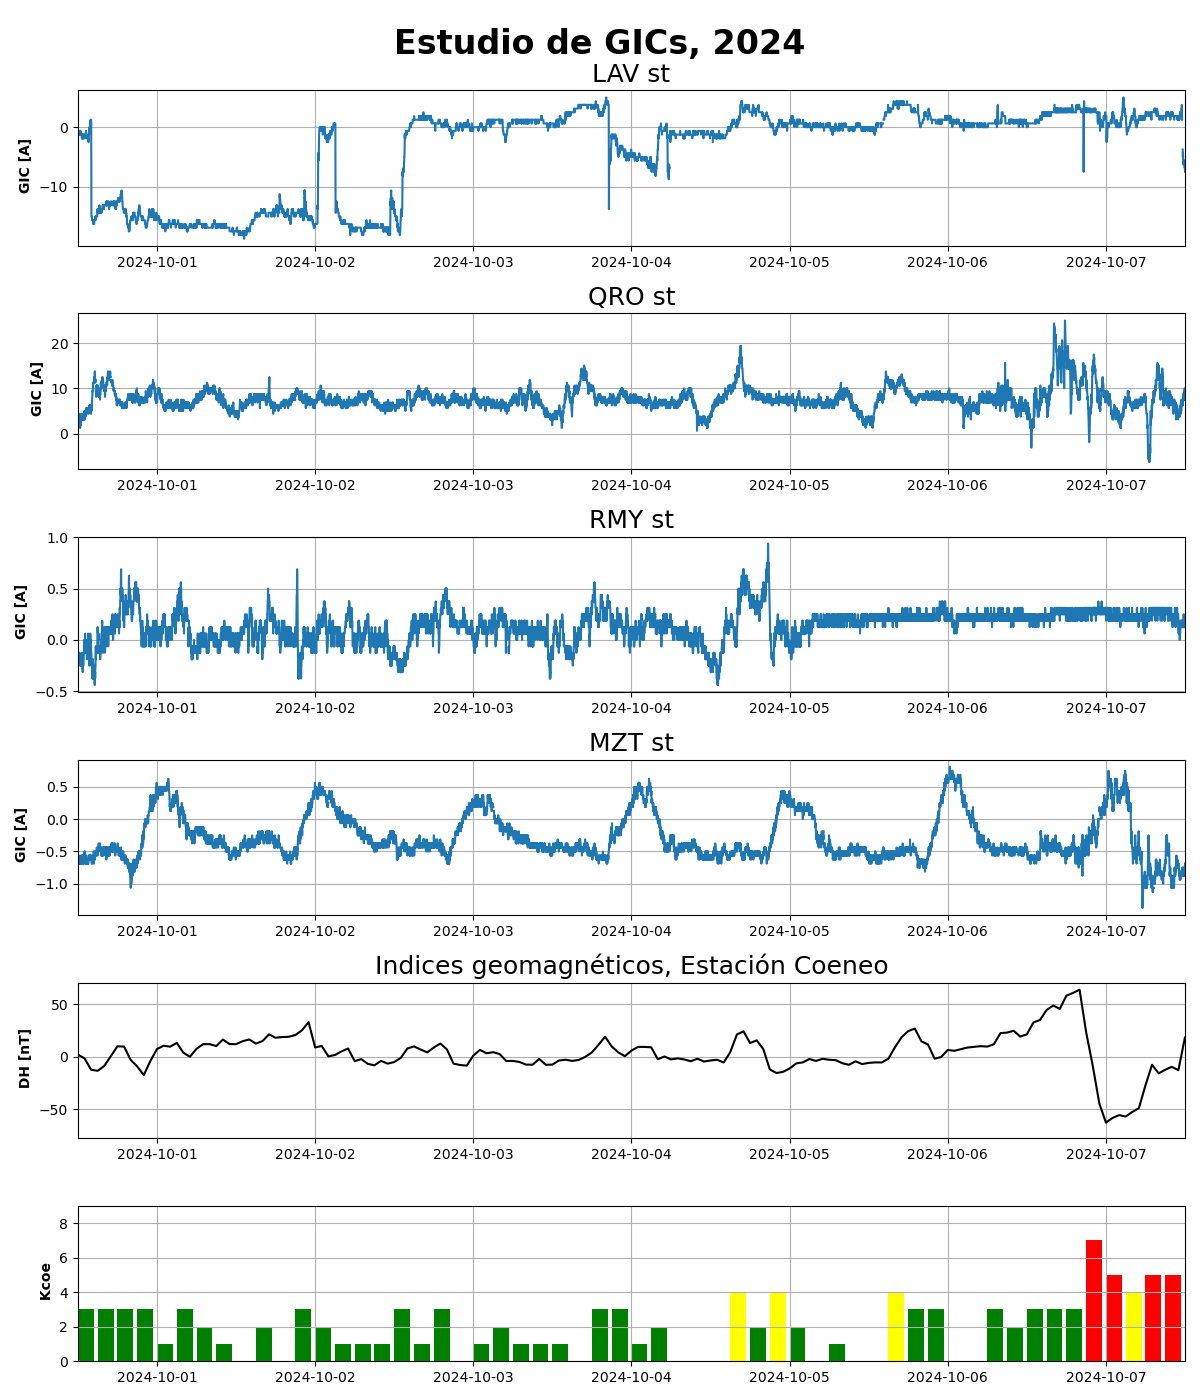 Estudio de GICs, 2024
LAV st
GIC [A]
0
−10
2024-10-01 2024-10-02 2024-10-03 2024-10-04 2024-10-05 2024-10-06 2024-10-07
QRO st
GIC [A]
20
10
0
2024-10-01 2024-10-02 2024-10-03 2024-10-04 2024-10-05 2024-10-06 2024-10-07
RMY st
GIC [A]
1.0
0.5
0.0
−0.5
2024-10-01 2024-10-02 2024-10-03 2024-10-04 2024-10-05 2024-10-06 2024-10-07
MZT st
GIC [A]
0.5
0.0
−0.5
−1.0
2024-10-01 2024-10-02 2024-10-03 2024-10-04 2024-10-05 2024-10-06 2024-10-07
Indices geomagnéticos, Estación Coeneo
DH [nT]
50
0
−50
2024-10-01 2024-10-02 2024-10-03 2024-10-04 2024-10-05 2024-10-06 2024-10-07
Kcoe
8
6
4
2
0
2024-10-01 2024-10-02 2024-10-03 2024-10-04 2024-10-05 2024-10-06 2024-10-07